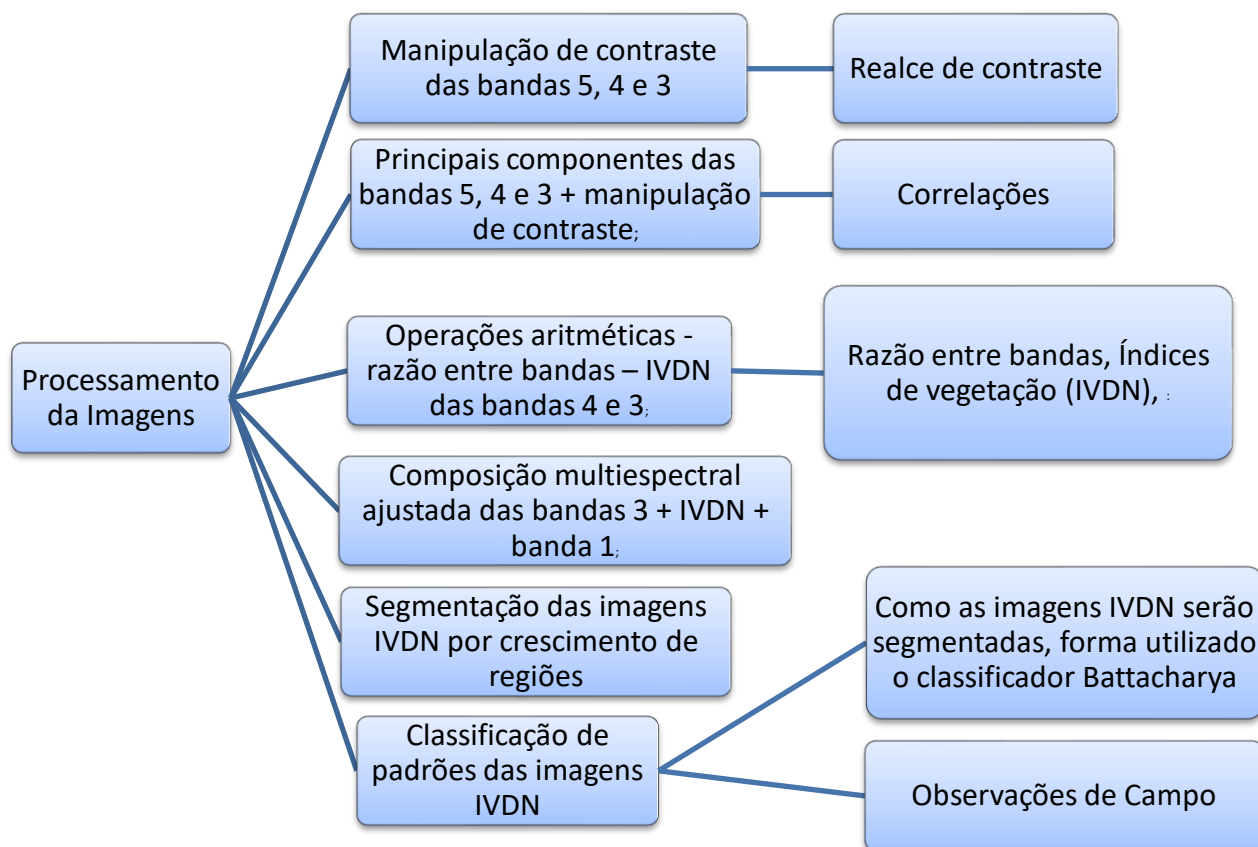 Manipulação de contraste
das bandas 5, 4 e 3
Realce de contraste
Principais componentes das
bandas 5, 4 e 3 + manipulação
de contraste;
Correlações
Operações aritméticas -
razão entre bandas – IVDN
das bandas 4 e 3;
Razão entre bandas, Índices
de vegetação (IVDN), :
Processamento
da Imagens
Composição multiespectral
ajustada das bandas 3 + IVDN +
banda 1;
Segmentação das imagens
IVDN por crescimento de
regiões
Classificação de
padrões das imagens
IVDN
Como as imagens IVDN serão
segmentadas, forma utilizado
o classificador Battacharya
Observações de Campo